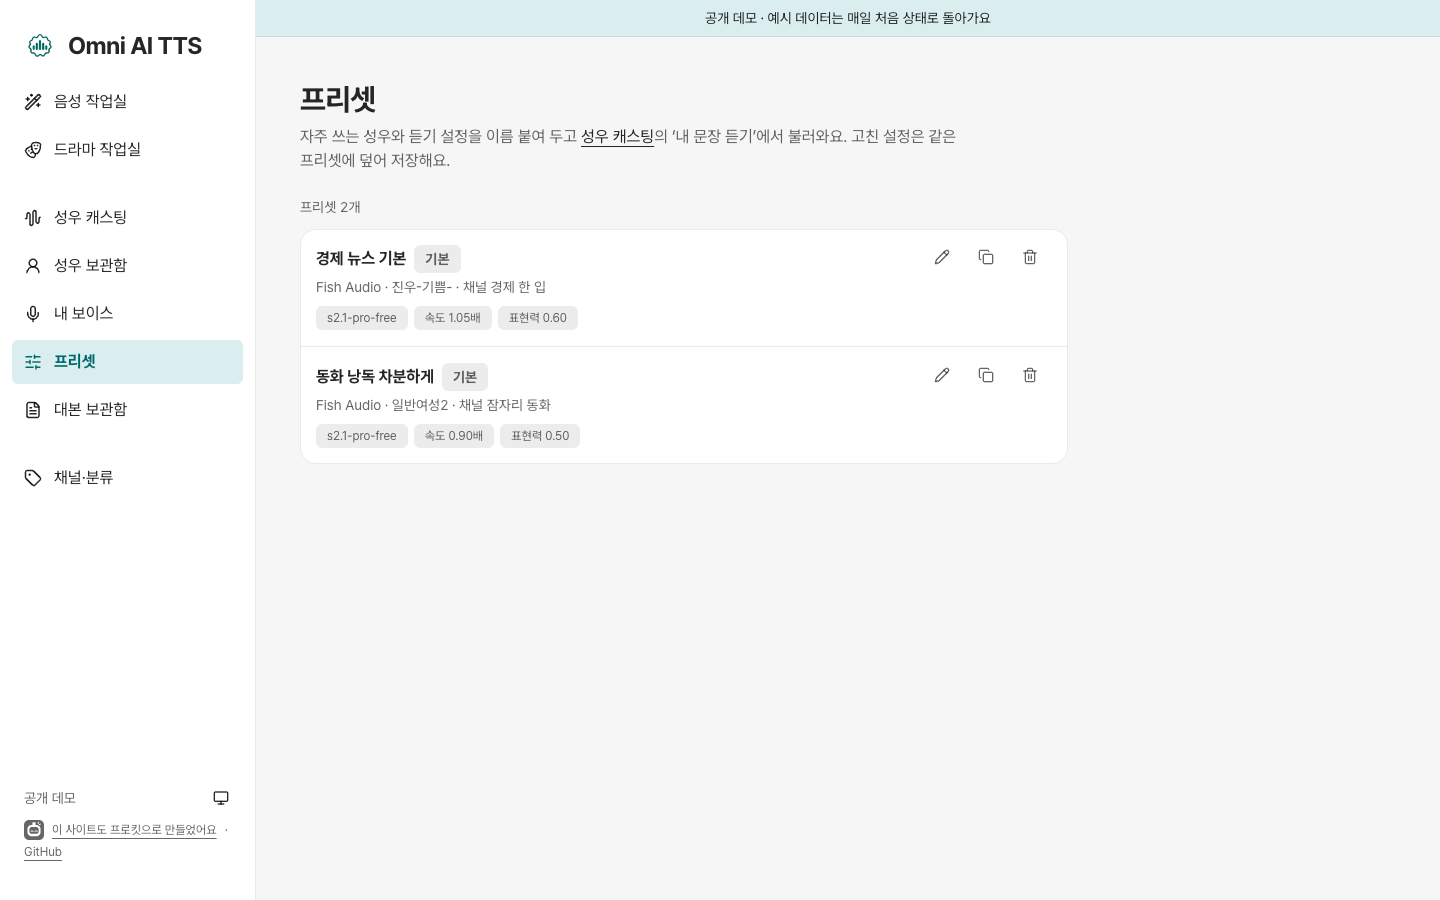 공개 데모 · 예시 데이터는 매일 처음 상태로 돌아가요
Omni AI TTS
음성 작업실
드라마 작업실
성우 캐스팅
성우 보관함
내 보이스
프리셋
대본 보관함
채널·분류
공개 데모
이 사이트도 프로킷으로 만들었어요 ·
GitHub
프리셋
자주 쓰는 성우와 듣기 설정을 이름 붙여 두고 성우 캐스팅의 ‘내 문장 듣기’에서 불러와요. 고친 설정은 같은
프리셋에 덮어 저장해요.
프리셋 2개
경제 뉴스 기본 기본
Fish Audio · 진우-기쁨- · 채널 경제 한 입
s2.1-pro-free 속도 1.05배 표현력 0.60
동화 낭독 차분하게 기본
Fish Audio · 일반여성2 · 채널 잠자리 동화
s2.1-pro-free 속도 0.90배 표현력 0.50